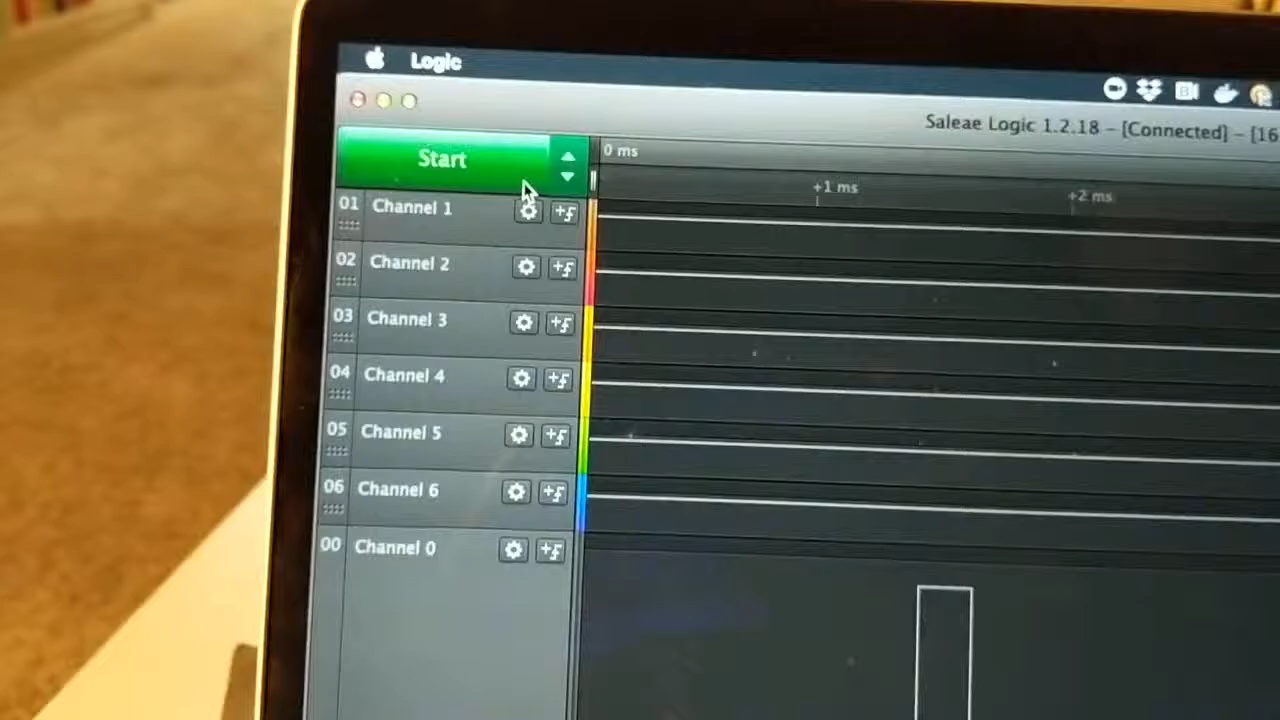 Logic
Saleae Logic 1.2.18 - [Connected] - [16
Start
0 ms
+1 ms
+2 ms
01 Channel 1
02 Channel 2
03 Channel 3
04 Channel 4
05 Channel 5
06 Channel 6
00 Channel 0